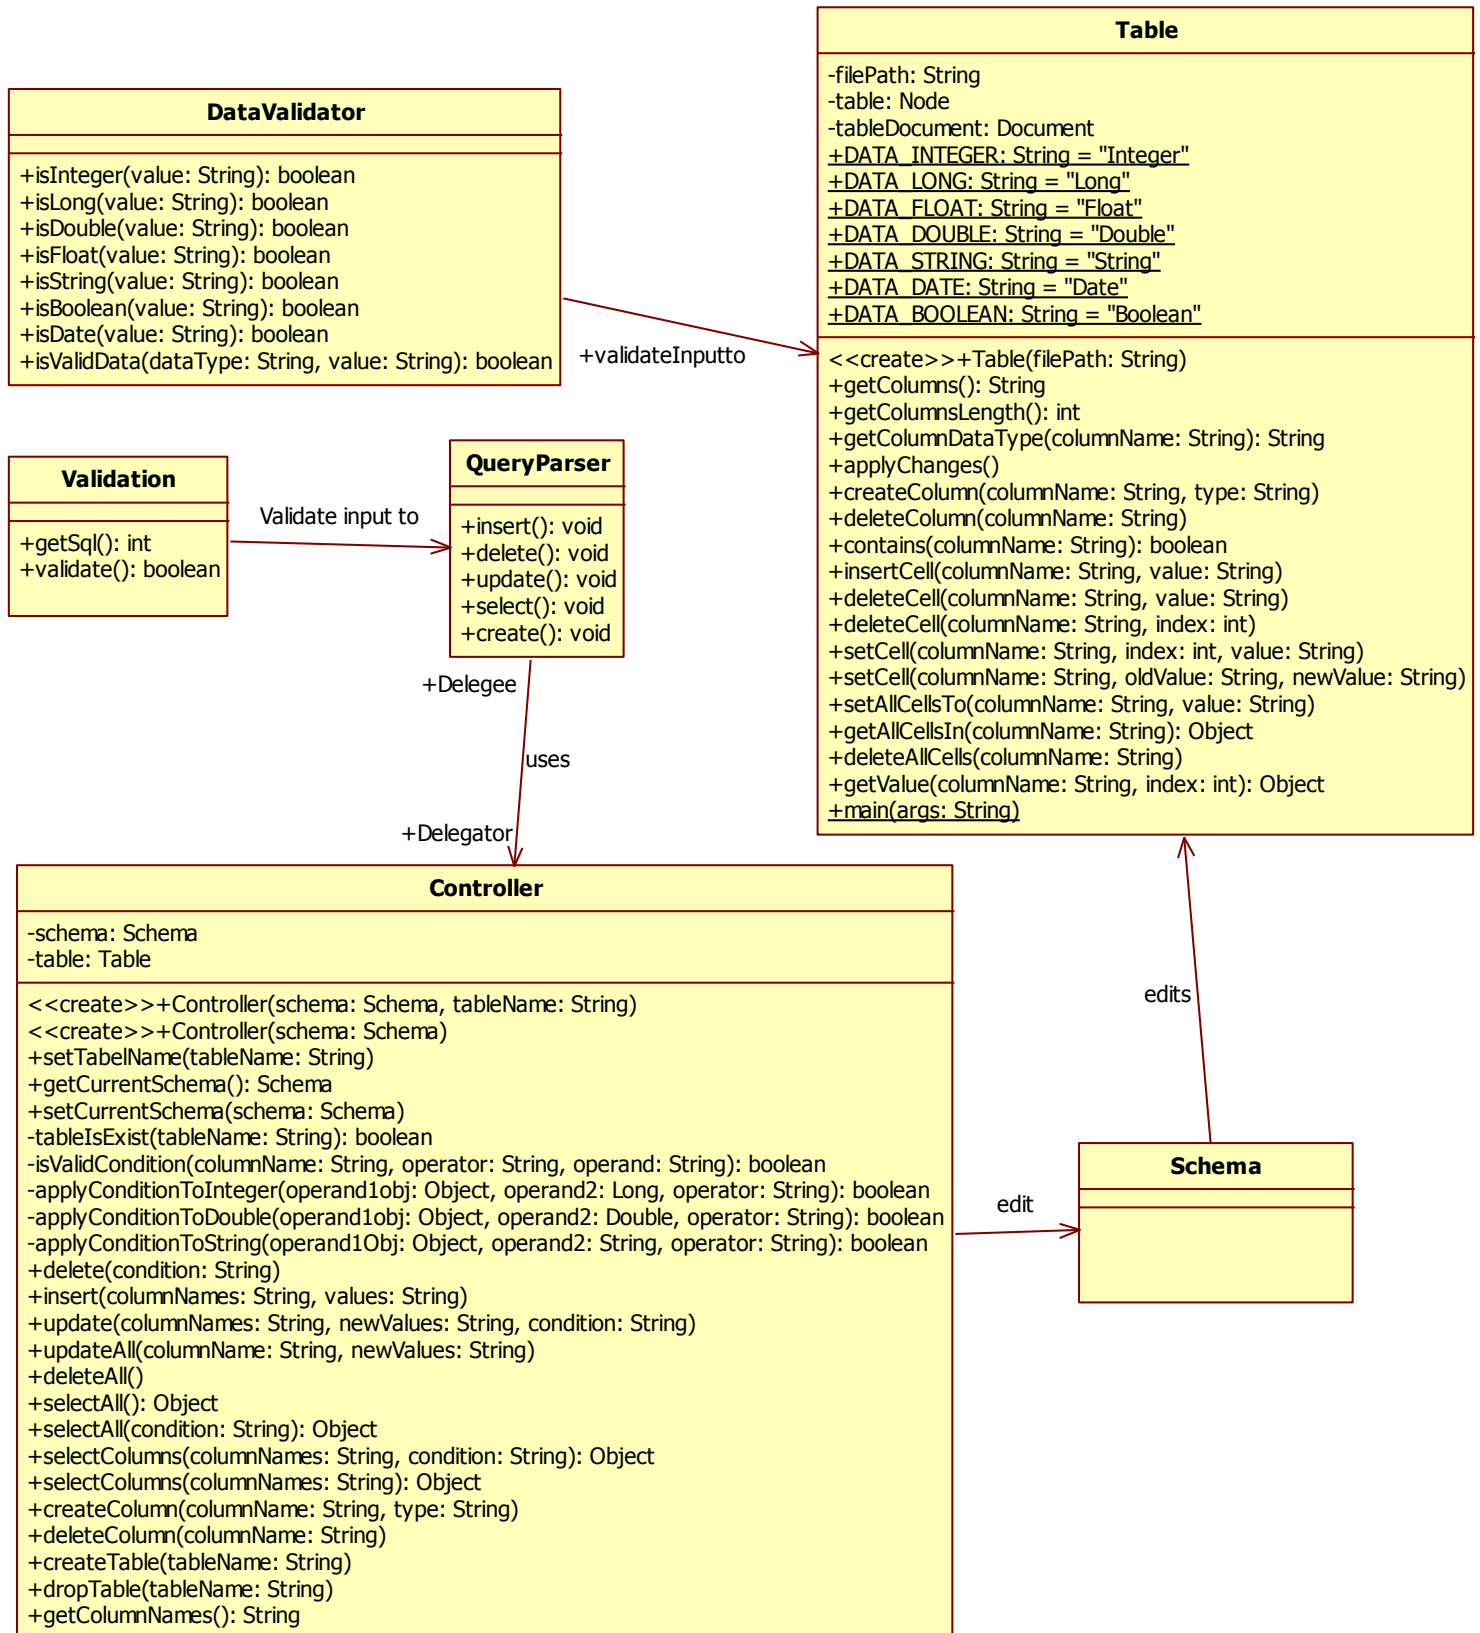 DataValidator
+isInteger(value: String): boolean
+isLong(value: String): boolean
+isDouble(value: String): boolean
+isFloat(value: String): boolean
+isString(value: String): boolean
+isBoolean(value: String): boolean
+isDate(value: String): boolean
+isValidData(dataType: String, value: String): boolean
+validateInputto
Table
-filePath: String
-table: Node
-tableDocument: Document
+DATA_INTEGER: String = "Integer"
+DATA_LONG: String = "Long"
+DATA_FLOAT: String = "Float"
+DATA_DOUBLE: String = "Double"
+DATA_STRING: String = "String"
+DATA_DATE: String = "Date"
+DATA_BOOLEAN: String = "Boolean"
<<create>>+Table(filePath: String)
+getColumns(): String
+getColumnsLength(): int
+getColumnDataType(columnName: String): String
+applyChanges()
+createColumn(columnName: String, type: String)
+deleteColumn(columnName: String)
+contains(columnName: String): boolean
+insertCell(columnName: String, value: String)
+deleteCell(columnName: String, value: String)
+deleteCell(columnName: String, index: int)
+setCell(columnName: String, index: int, value: String)
+setCell(columnName: String, oldValue: String, newValue: String)
+setAllCellsTo(columnName: String, value: String)
+getAllCellsIn(columnName: String): Object
+deleteAllCells(columnName: String)
+getValue(columnName: String, index: int): Object
+main(args: String)
Validation
+getSql(): int
+validate(): boolean
Validate input to
QueryParser
+insert(): void
+delete(): void
+update(): void
+select(): void
+create(): void
+Delegee
uses
+Delegator
Controller
-schema: Schema
-table: Table
<<create>>+Controller(schema: Schema, tableName: String)
<<create>>+Controller(schema: Schema)
+setTabelName(tableName: String)
+getCurrentSchema(): Schema
+setCurrentSchema(schema: Schema)
-tableIsExist(tableName: String): boolean
-isValidCondition(columnName: String, operator: String, operand: String): boolean
-applyConditionToInteger(operand1obj: Object, operand2: Long, operator: String): boolean
-applyConditionToDouble(operand1obj: Object, operand2: Double, operator: String): boolean
-applyConditionToString(operand1Obj: Object, operand2: String, operator: String): boolean
+delete(condition: String)
+insert(columnNames: String, values: String)
+update(columnNames: String, newValues: String, condition: String)
+updateAll(columnName: String, newValues: String)
+deleteAll()
+selectAll(): Object
+selectAll(condition: String): Object
+selectColumns(columnNames: String, condition: String): Object
+selectColumns(columnNames: String): Object
+createColumn(columnName: String, type: String)
+deleteColumn(columnName: String)
+createTable(tableName: String)
+dropTable(tableName: String)
+getColumnNames(): String
edit
edits
Schema